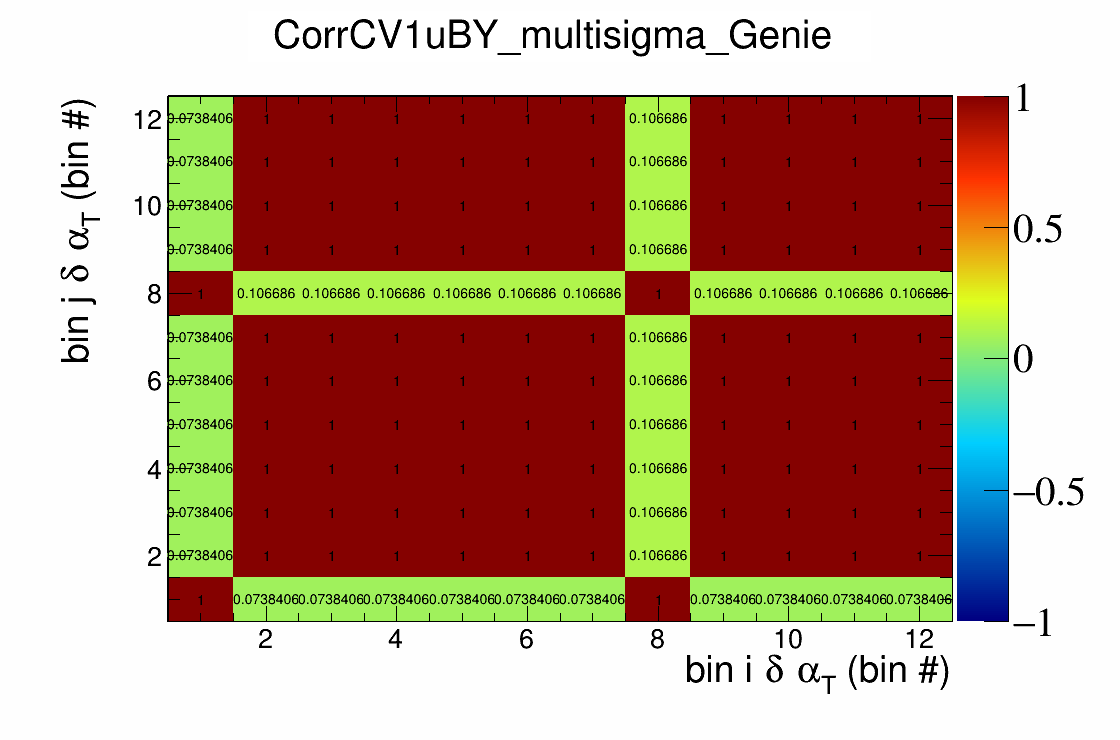 CorrCV1uBY_multisigma_Genie
bin j δ α_T (bin #)
12 0.0738406 1 1 1 1 1 1 0.106686 1 1 1 1
0.0738406 1 1 1 1 1 1 0.106686 1 1 1 1
10 0.0738406 1 1 1 1 1 1 0.106686 1 1 1 1
0.0738406 1 1 1 1 1 1 0.106686 1 1 1 1
8 1 0.106686 0.106686 0.106686 0.106686 0.106686 0.106686 1 0.106686 0.106686 0.106686 0.106686
0.0738406 1 1 1 1 1 1 0.106686 1 1 1 1
6 0.0738406 1 1 1 1 1 1 0.106686 1 1 1 1
0.0738406 1 1 1 1 1 1 0.106686 1 1 1 1
4 0.0738406 1 1 1 1 1 1 0.106686 1 1 1 1
0.0738406 1 1 1 1 1 1 0.106686 1 1 1 1
2 0.0738406 1 1 1 1 1 1 0.106686 1 1 1 1
1 0.0738406 0.0738406 0.0738406 0.0738406 0.0738406 0.0738406 1 0.0738406 0.0738406 0.0738406 0.0738406
2 4 6 8 10 12
bin i δ α_T (bin #)
1
0.5
0
−0.5
−1